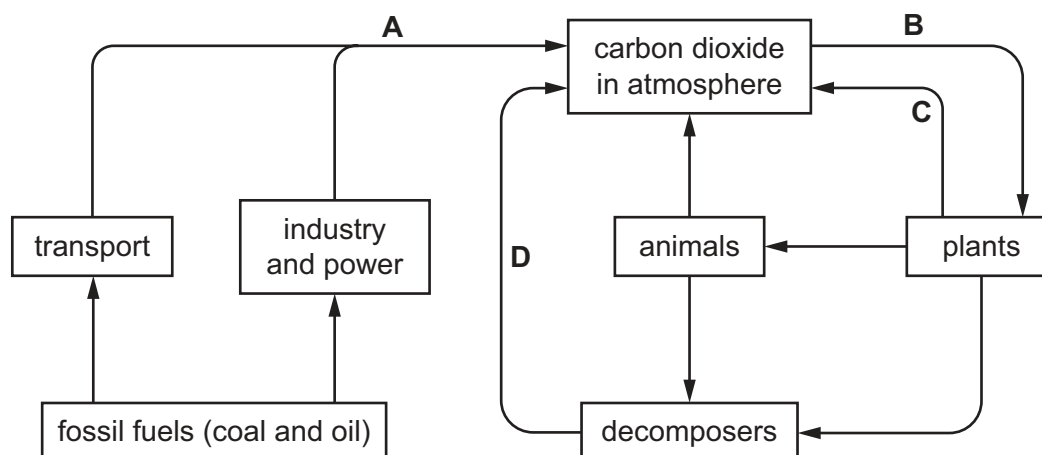 A
carbon dioxide
in atmosphere
B
C
transport
industry
and power
D
animals
plants
fossil fuels (coal and oil)
decomposers